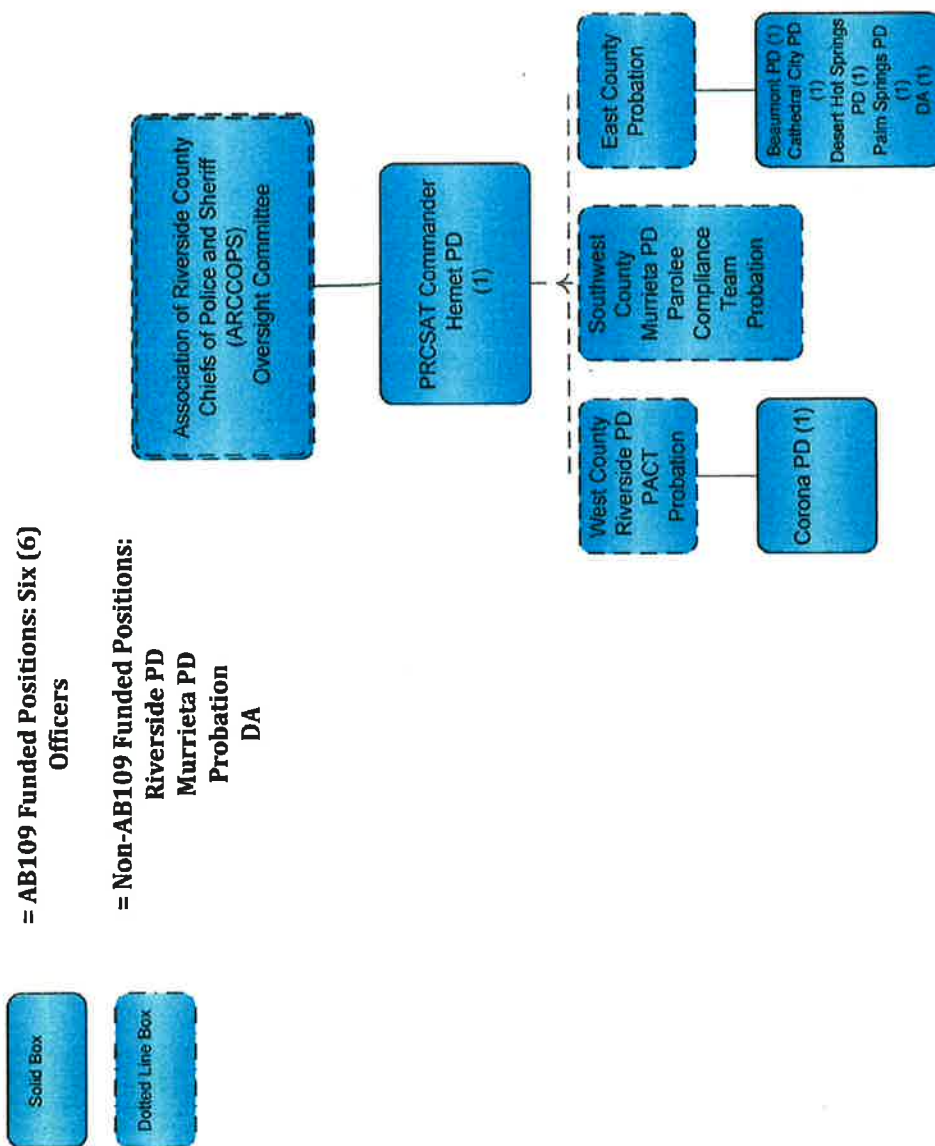 Solid Box
= AB109 Funded Positions: Six (6)
Officers
Dotted Line Box
= Non-AB109 Funded Positions:
Riverside PD
Murrieta PD
Probation
DA
Association of Riverside County
Chiefs of Police and Sheriff
(ARCCOPS)
Oversight Committee
PRCSAT Commander
Hemet PD
(1)
West County
Riverside PD
PACT
Probation
Southwest
County
Murrieta PD
Parolee
Compliance
Team
Probation
East County
Probation
Corona PD (1)
Beaumont PD (1)
Cathedral City PD
(1)
Desert Hot Springs
PD (1)
Palm Springs PD
(1)
DA (1)